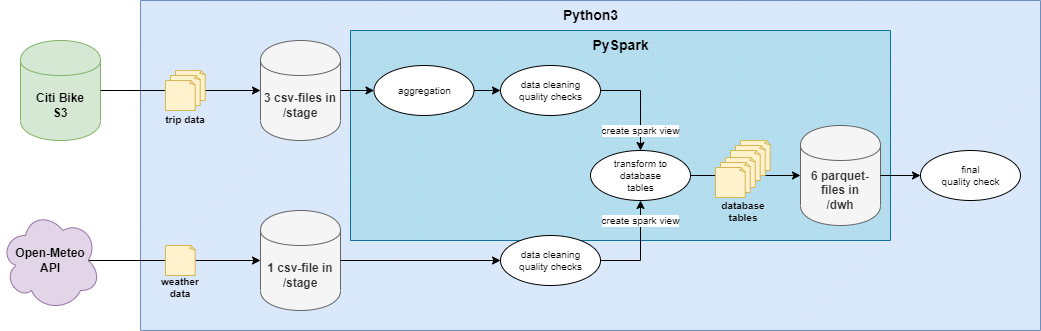 Python3
PySpark
Citi Bike
S3
trip data
3 csv-files in
/stage
aggregation
data cleaning
quality checks
create spark view
transform to
database
tables
database
tables
6 parquet-
files in
/dwh
final
quality check
create spark view
Open-Meteo
API
weather
data
1 csv-file in
/stage
data cleaning
quality checks